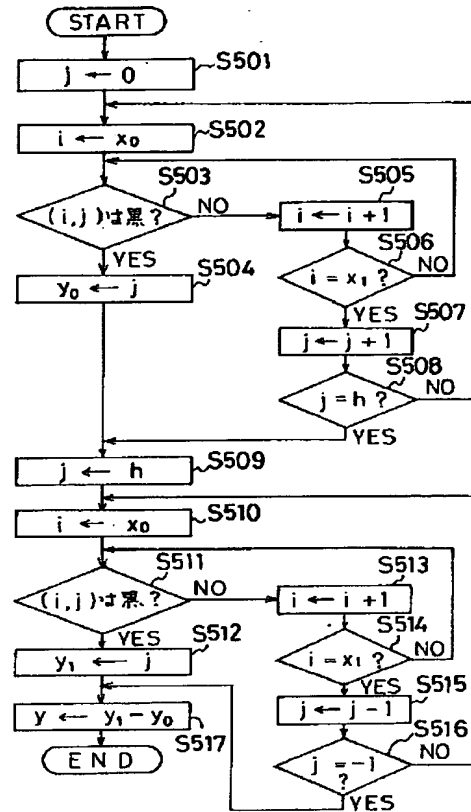 START
j ← 0
S501
i ← x₀
S502
S503
(i,j)は黒?
NO
YES
y₀ ← j
S504
S505
i ← i + 1
S506
i = x₁ ?
NO
YES
S507
j ← j + 1
S508
j = h ?
NO
YES
j ← h
S509
i ← x₀
S510
S511
(i,j)は黒?
NO
YES
S512
y₁ ← j
S513
i ← i + 1
S514
i = x₁ ?
NO
YES
S515
j ← j - 1
S516
j = -1
?
NO
YES
y ← y₁ - y₀
S517
END